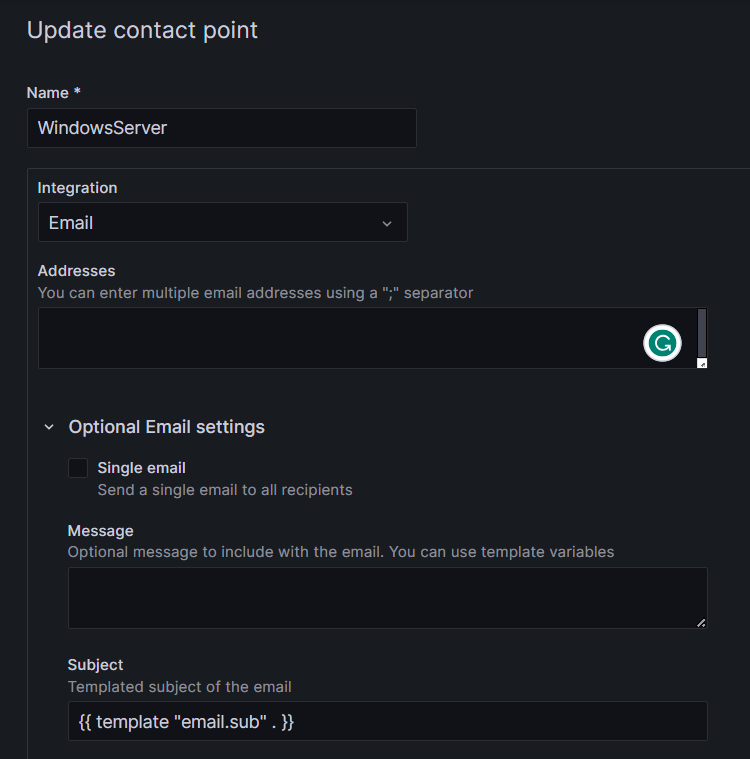 Update contact point
Name *
WindowsServer
Integration
Email
Addresses
You can enter multiple email addresses using a ";" separator
Optional Email settings
Single email
Send a single email to all recipients
Message
Optional message to include with the email. You can use template variables
Subject
Templated subject of the email
{{ template "email.sub" . }}